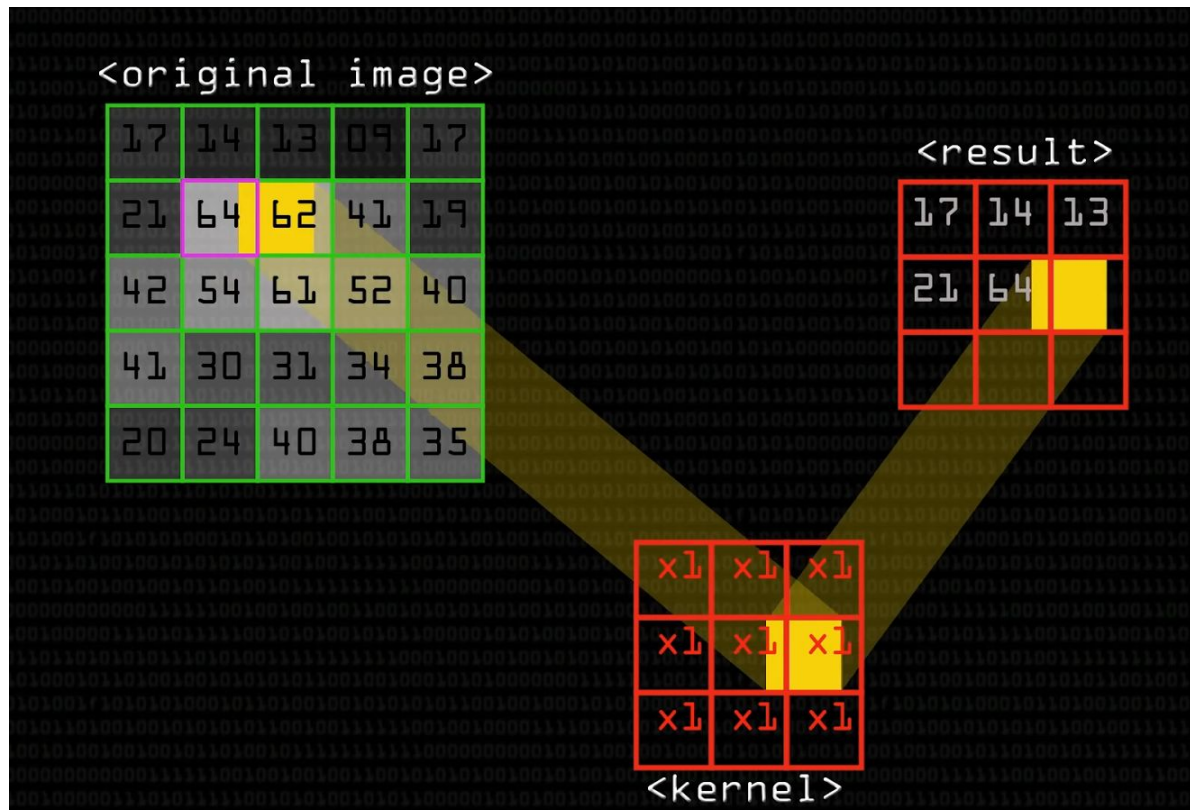 <original image>
17 14 13 09 17
21 64 62 41 19
42 54 61 52 40
41 30 31 34 38
20 24 40 38 35
<result>
17 14 13
21 64
x1 x1 x1
x1 x1 x1
x1 x1 x1
<kernel>